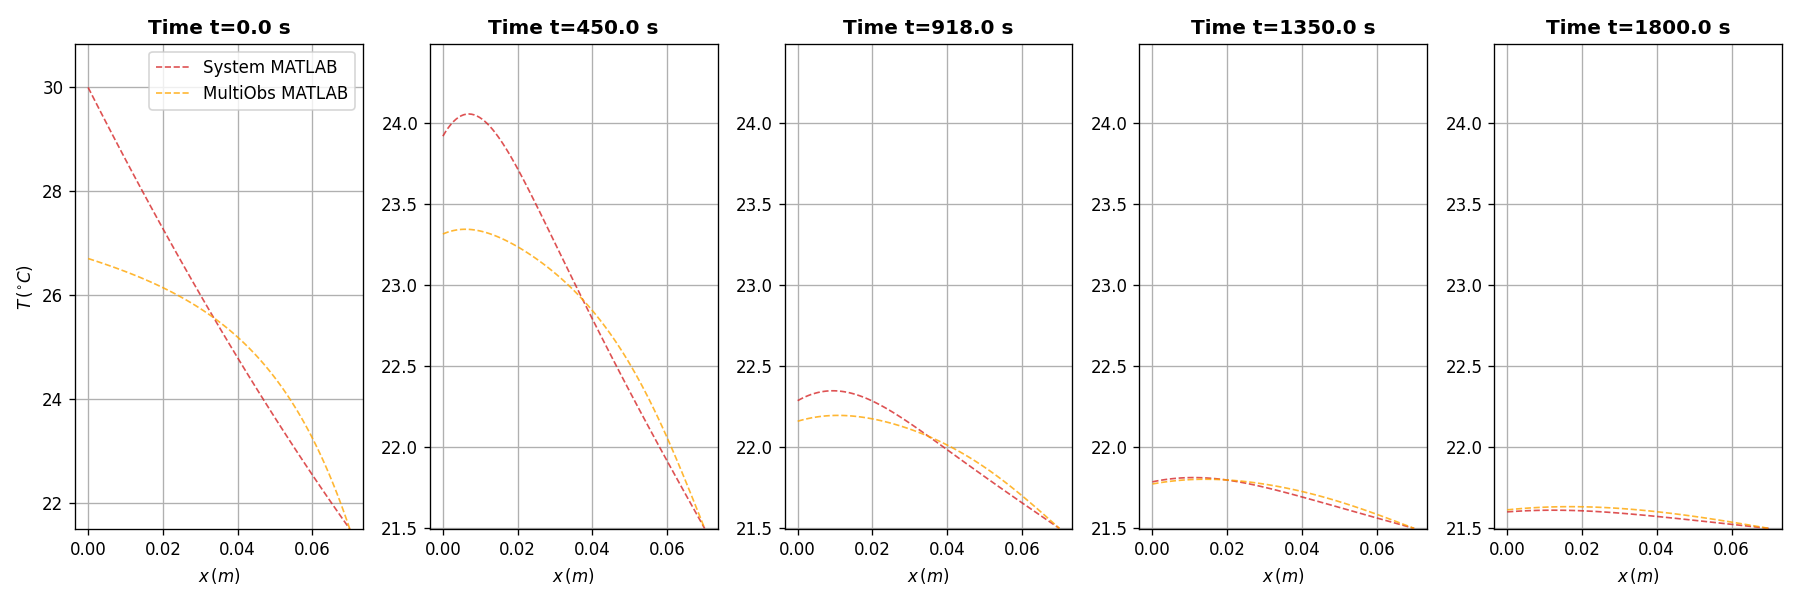 Time t=0.0 s
Time t=450.0 s
Time t=918.0 s
Time t=1350.0 s
Time t=1800.0 s
System MATLAB
MultiObs MATLAB
T (°C)
30
28
26
24
22
0.00 0.02 0.04 0.06
x (m)
24.0
23.5
23.0
22.5
22.0
21.5
0.00 0.02 0.04 0.06
x (m)
24.0
23.5
23.0
22.5
22.0
21.5
0.00 0.02 0.04 0.06
x (m)
24.0
23.5
23.0
22.5
22.0
21.5
0.00 0.02 0.04 0.06
x (m)
24.0
23.5
23.0
22.5
22.0
21.5
0.00 0.02 0.04 0.06
x (m)